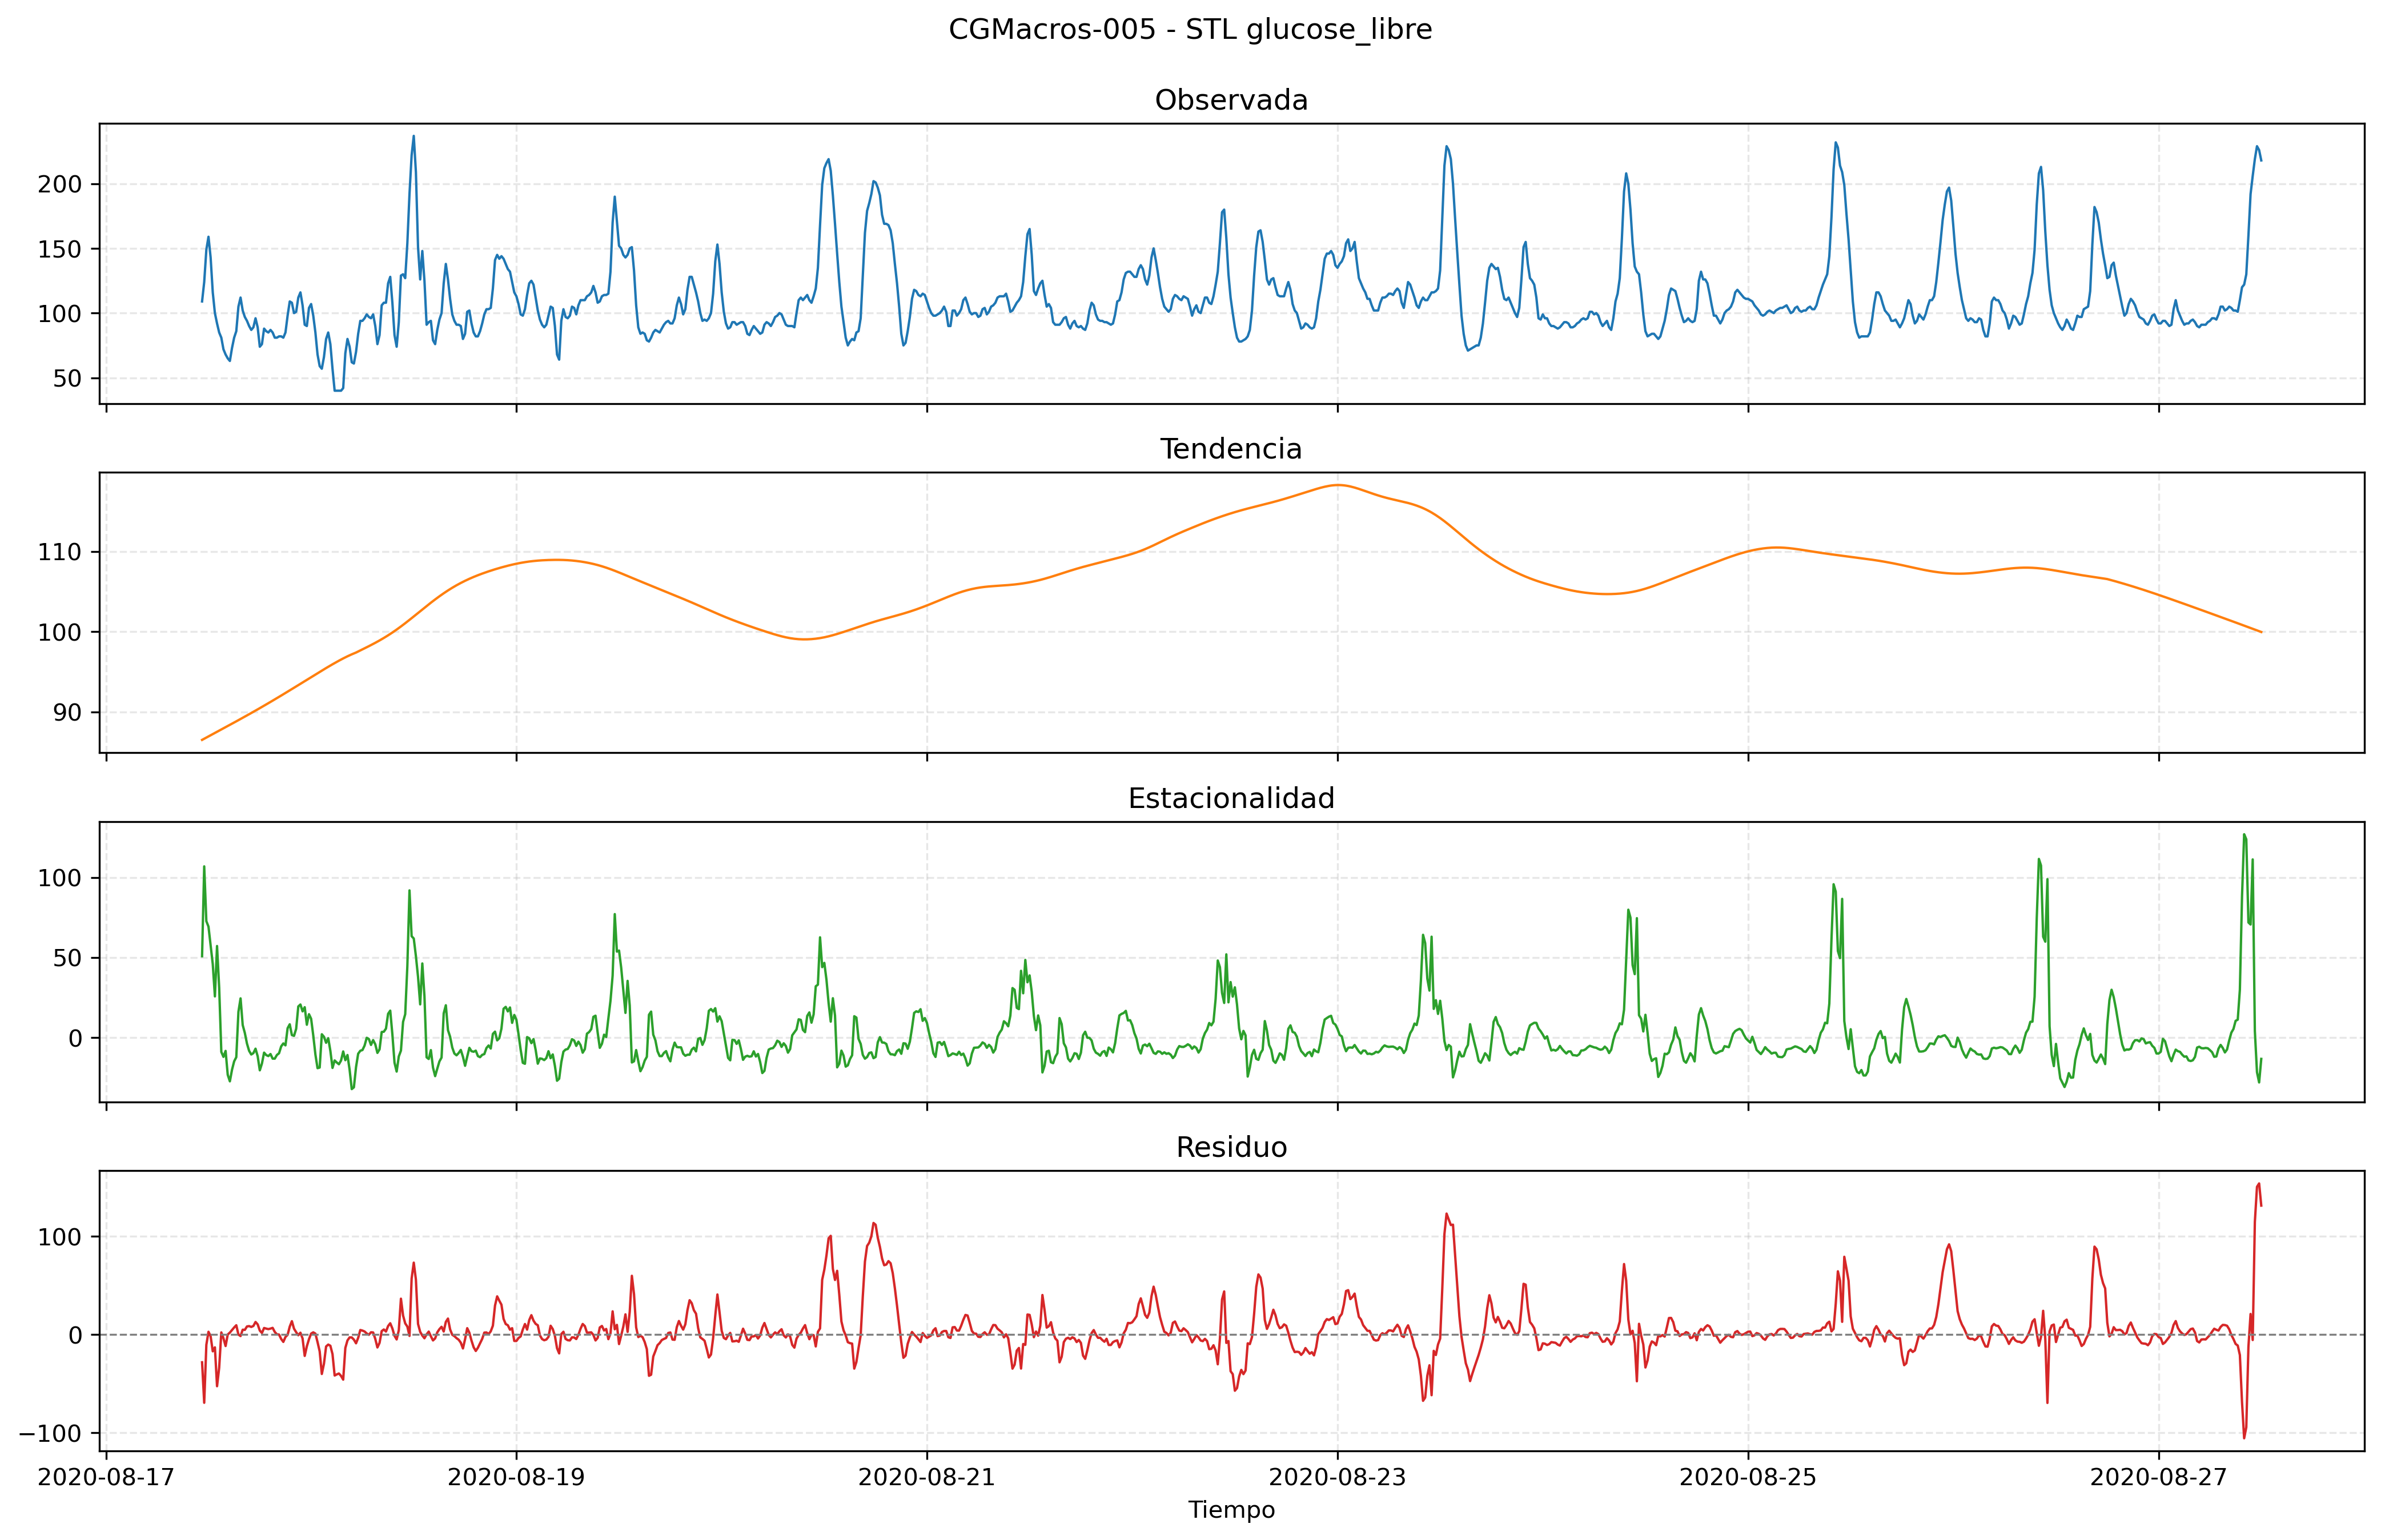 CGMacros-005 - STL glucose_libre
Observada
200
150
100
50
Tendencia
110
100
90
Estacionalidad
100
50
0
Residuo
100
0
−100
2020-08-17 2020-08-19 2020-08-21 2020-08-23 2020-08-25 2020-08-27
Tiempo